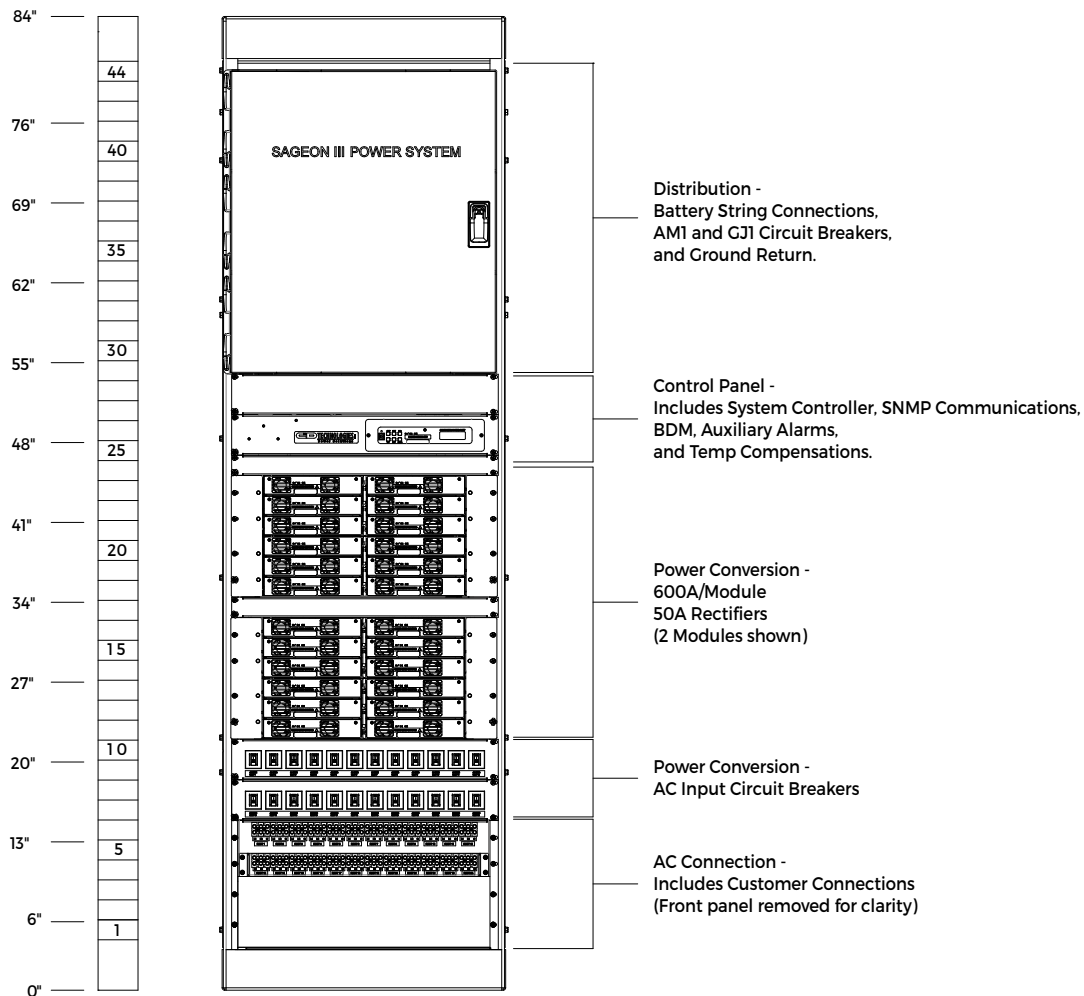 84"
44
76"
40
SAGEON III POWER SYSTEM
69"
35
62"
30
55"
48"
25
41"
20
34"
15
27"
10
20"
13"
5
6"
1
0"
Distribution -
Battery String Connections,
AM1 and GJ1 Circuit Breakers,
and Ground Return.
Control Panel -
Includes System Controller, SNMP Communications,
BDM, Auxiliary Alarms,
and Temp Compensations.
TECHNOLOGIES
Power Conversion -
600A/Module
50A Rectifiers
(2 Modules shown)
Power Conversion -
AC Input Circuit Breakers
AC Connection -
Includes Customer Connections
(Front panel removed for clarity)